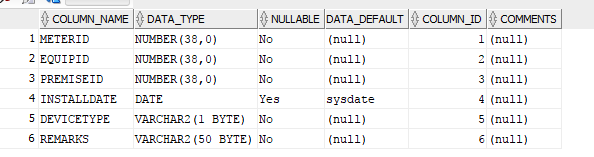 COLUMN_NAME DATA_TYPE NULLABLE DATA_DEFAULT COLUMN_ID COMMENTS
1 METERID NUMBER(38,0) No (null) 1 (null)
2 EQUIPID NUMBER(38,0) No (null) 2 (null)
3 PREMISEID NUMBER(38,0) No (null) 3 (null)
4 INSTALLDATE DATE Yes sysdate 4 (null)
5 DEVICETYPE VARCHAR2(1 BYTE) No (null) 5 (null)
6 REMARKS VARCHAR2(50 BYTE) No (null) 6 (null)